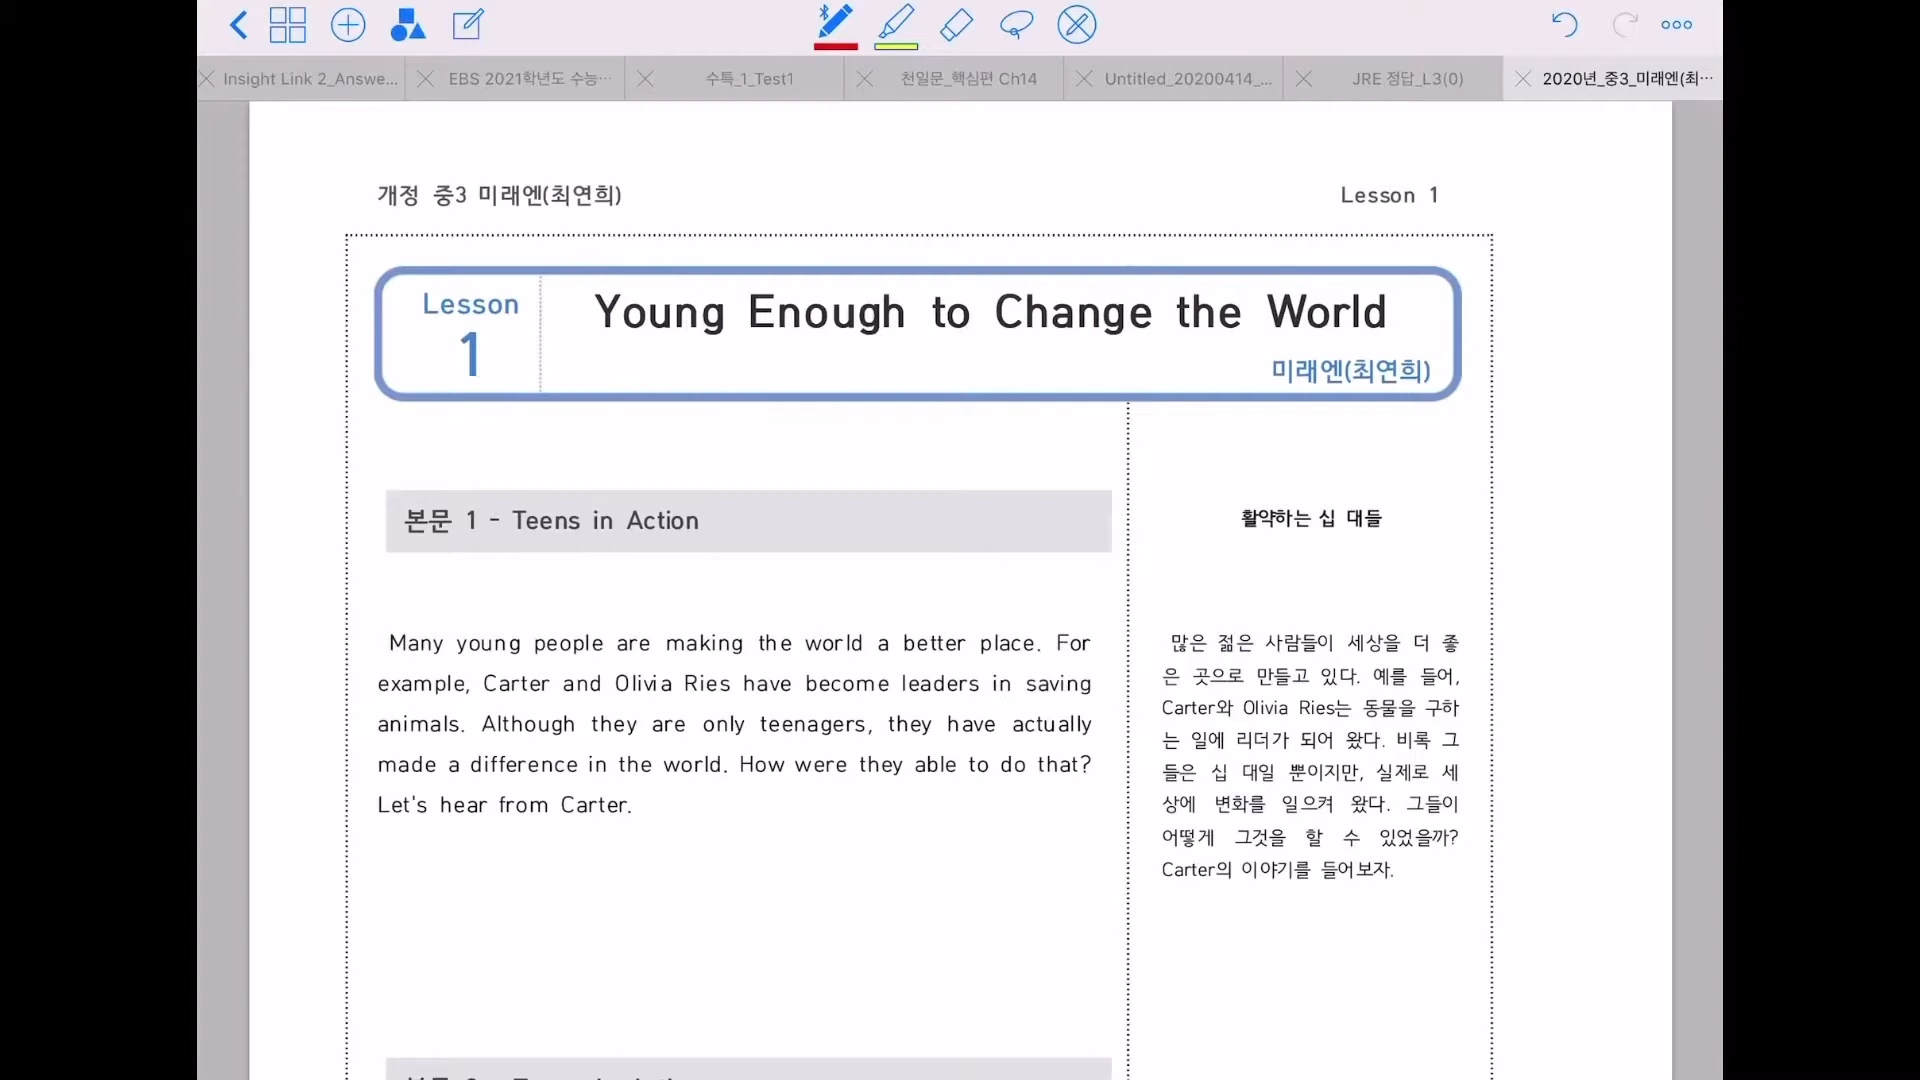 Insight Link 2_Answe...
EBS 2021학년도 수능...
수특_1_Test1
천일문_핵심편 Ch14
Untitled_20200414_...
JRE 정답_L3(0)
2020년_중3_미래엔(최...
개정 중3 미래엔(최연희)
Lesson 1
Lesson
1
Young Enough to Change the World
미래엔(최연희)
본문 1 - Teens in Action
Many young people are making the world a better place. For
example, Carter and Olivia Ries have become leaders in saving
animals. Although they are only teenagers, they have actually
made a difference in the world. How were they able to do that?
Let's hear from Carter.
활약하는 십 대들
많은 젊은 사람들이 세상을 더 좋
은 곳으로 만들고 있다. 예를 들어,
Carter와 Olivia Ries는 동물을 구하
는 일에 리더가 되어 왔다. 비록 그
들은 십 대일 뿐이지만, 실제로 세
상에 변화를 일으켜 왔다. 그들이
어떻게 그것을 할 수 있었을까?
Carter의 이야기를 들어보자.